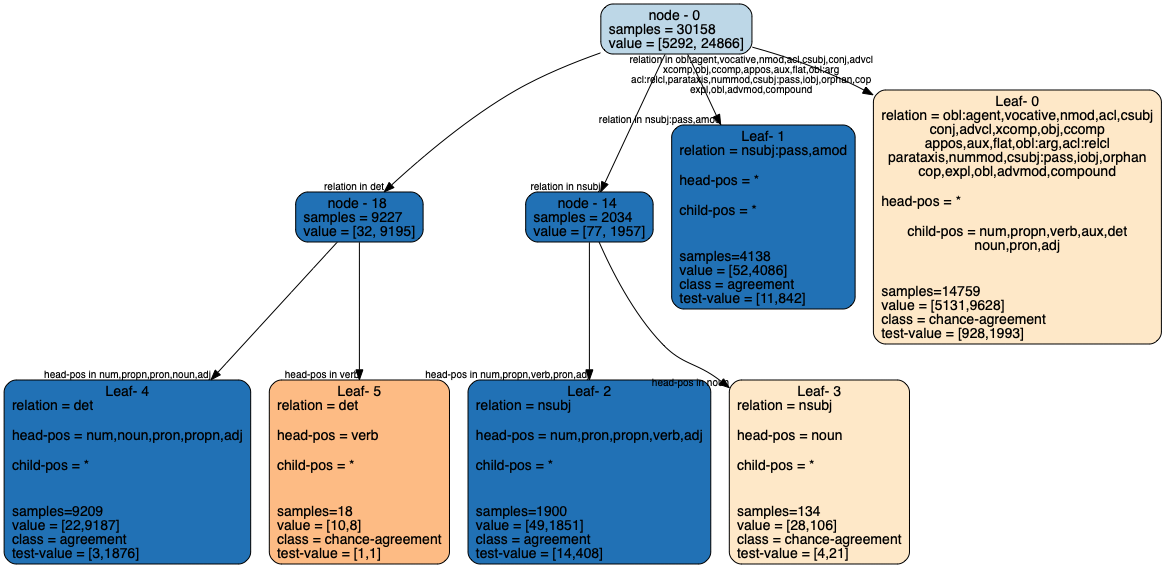 node - 0
samples = 30158
value = [5292, 24866]
relation in obl:agent,vocative,nmod,acl,csubj,conj,advcl
xcomp,obj,ccomp,appos,aux,flat,obl:arg
acl:relcl,parataxis,nummod,csubj:pass,iobj,orphan,cop
expl,obl,advmod,compound
relation in nsubj:pass,amod
relation in det
relation in nsubj
Leaf- 0
relation = obl:agent,vocative,nmod,acl,csubj
conj,advcl,xcomp,obj,ccomp
appos,aux,flat,obl:arg,acl:relcl
parataxis,nummod,csubj:pass,iobj,orphan
cop,expl,obl,advmod,compound
head-pos = *
child-pos = num,propn,verb,aux,det
noun,pron,adj
samples=14759
value = [5131,9628]
class = chance-agreement
test-value = [928,1993]
Leaf- 1
relation = nsubj:pass,amod
head-pos = *
child-pos = *
samples=4138
value = [52,4086]
class = agreement
test-value = [11,842]
node - 18
samples = 9227
value = [32, 9195]
node - 14
samples = 2034
value = [77, 1957]
head-pos in num,propn,pron,noun,adj
head-pos in verb
head-pos in num,propn,verb,pron,adj
head-pos in noun
Leaf- 4
relation = det
head-pos = num,noun,pron,propn,adj
child-pos = *
samples=9209
value = [22,9187]
class = agreement
test-value = [3,1876]
Leaf- 5
relation = det
head-pos = verb
child-pos = *
samples=18
value = [10,8]
class = chance-agreement
test-value = [1,1]
Leaf- 2
relation = nsubj
head-pos = num,pron,propn,verb,adj
child-pos = *
samples=1900
value = [49,1851]
class = agreement
test-value = [14,408]
Leaf- 3
relation = nsubj
head-pos = noun
child-pos = *
samples=134
value = [28,106]
class = chance-agreement
test-value = [4,21]